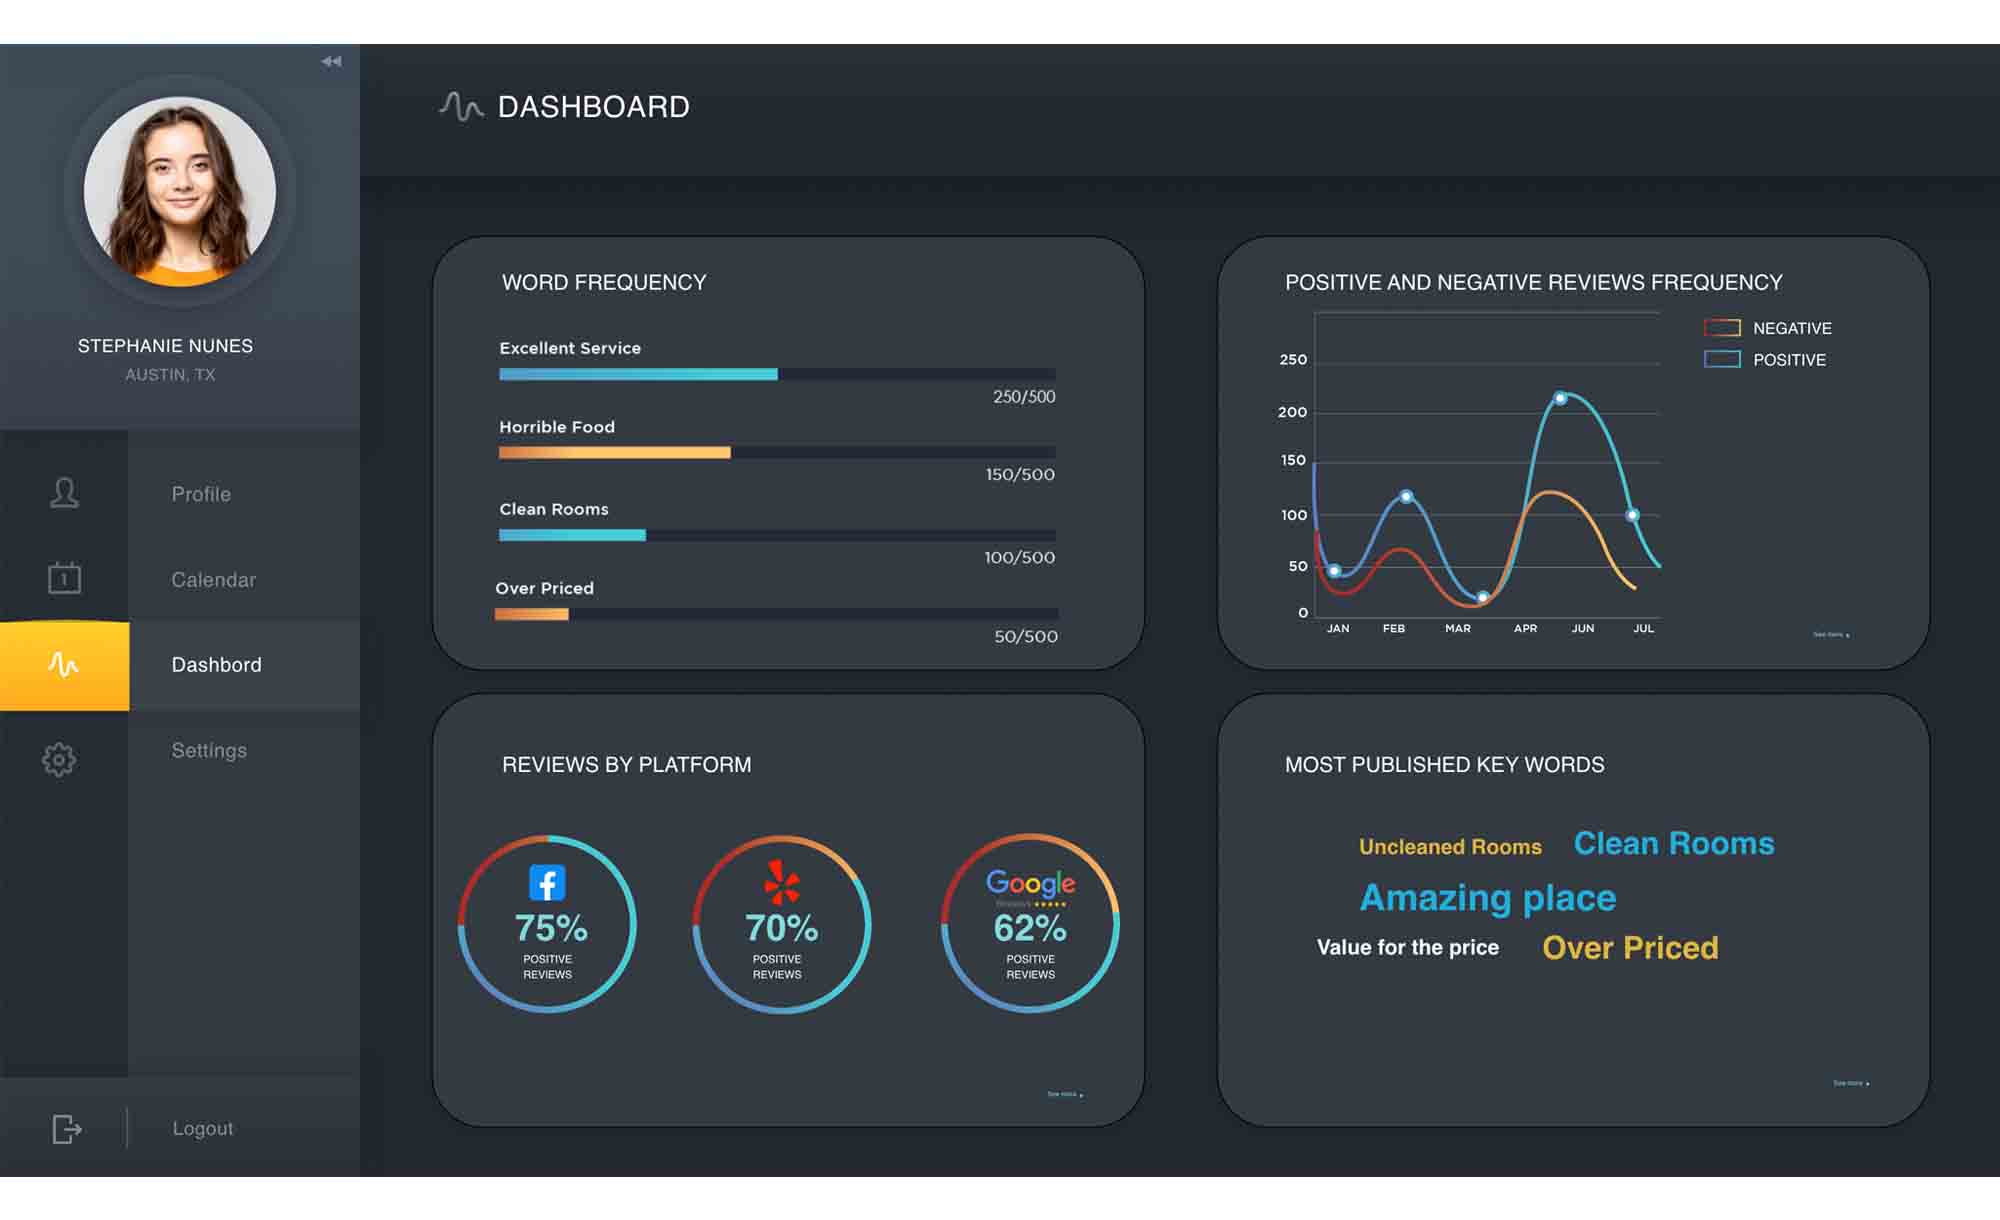 STEPHANIE NUNES
AUSTIN, TX
Profile
1
Calendar
Dashbord
Settings
Logout
DASHBOARD
WORD FREQUENCY
Excellent Service
250/500
Horrible Food
150/500
Clean Rooms
100/500
Over Priced
50/500
POSITIVE AND NEGATIVE REVIEWS FREQUENCY
NEGATIVE
POSITIVE
250
200
150
100
50
0
JAN FEB MAR APR JUN JUL
See more
REVIEWS BY PLATFORM
75%
POSITIVE
REVIEWS
70%
POSITIVE
REVIEWS
Google
Reviews
62%
POSITIVE
REVIEWS
See more
MOST PUBLISHED KEY WORDS
Uncleaned Rooms Clean Rooms
Amazing place
Value for the price Over Priced
See more